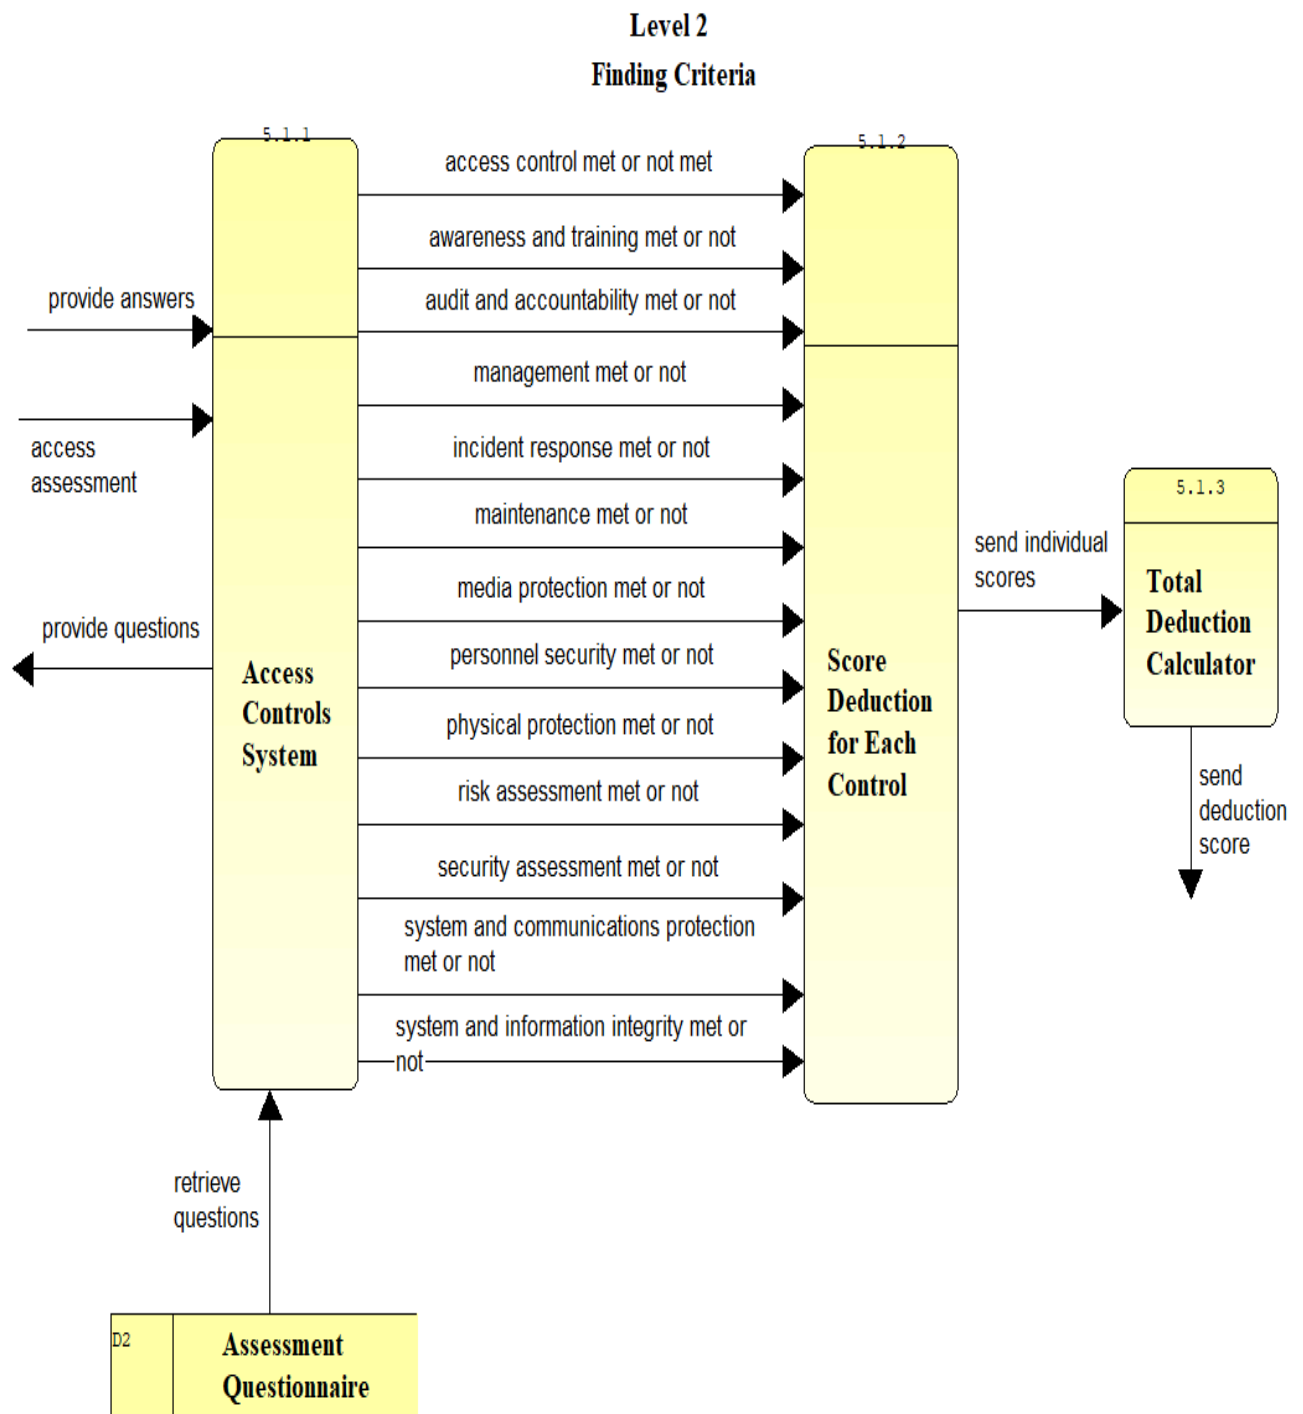 Level 2
Finding Criteria
5.1.1
5.1.2
access control met or not met
awareness and training met or not
provide answers
audit and accountability met or not
management met or not
access
assessment
incident response met or not
maintenance met or not
5.1.3
send individual
scores
Total
Deduction
Calculator
media protection met or not
provide questions
personnel security met or not
Access
Controls
System
Score
Deduction
for Each
Control
physical protection met or not
risk assessment met or not
send
deduction
score
security assessment met or not
system and communications protection
met or not
system and information integrity met or
not
retrieve
questions
D2
Assessment
Questionnaire